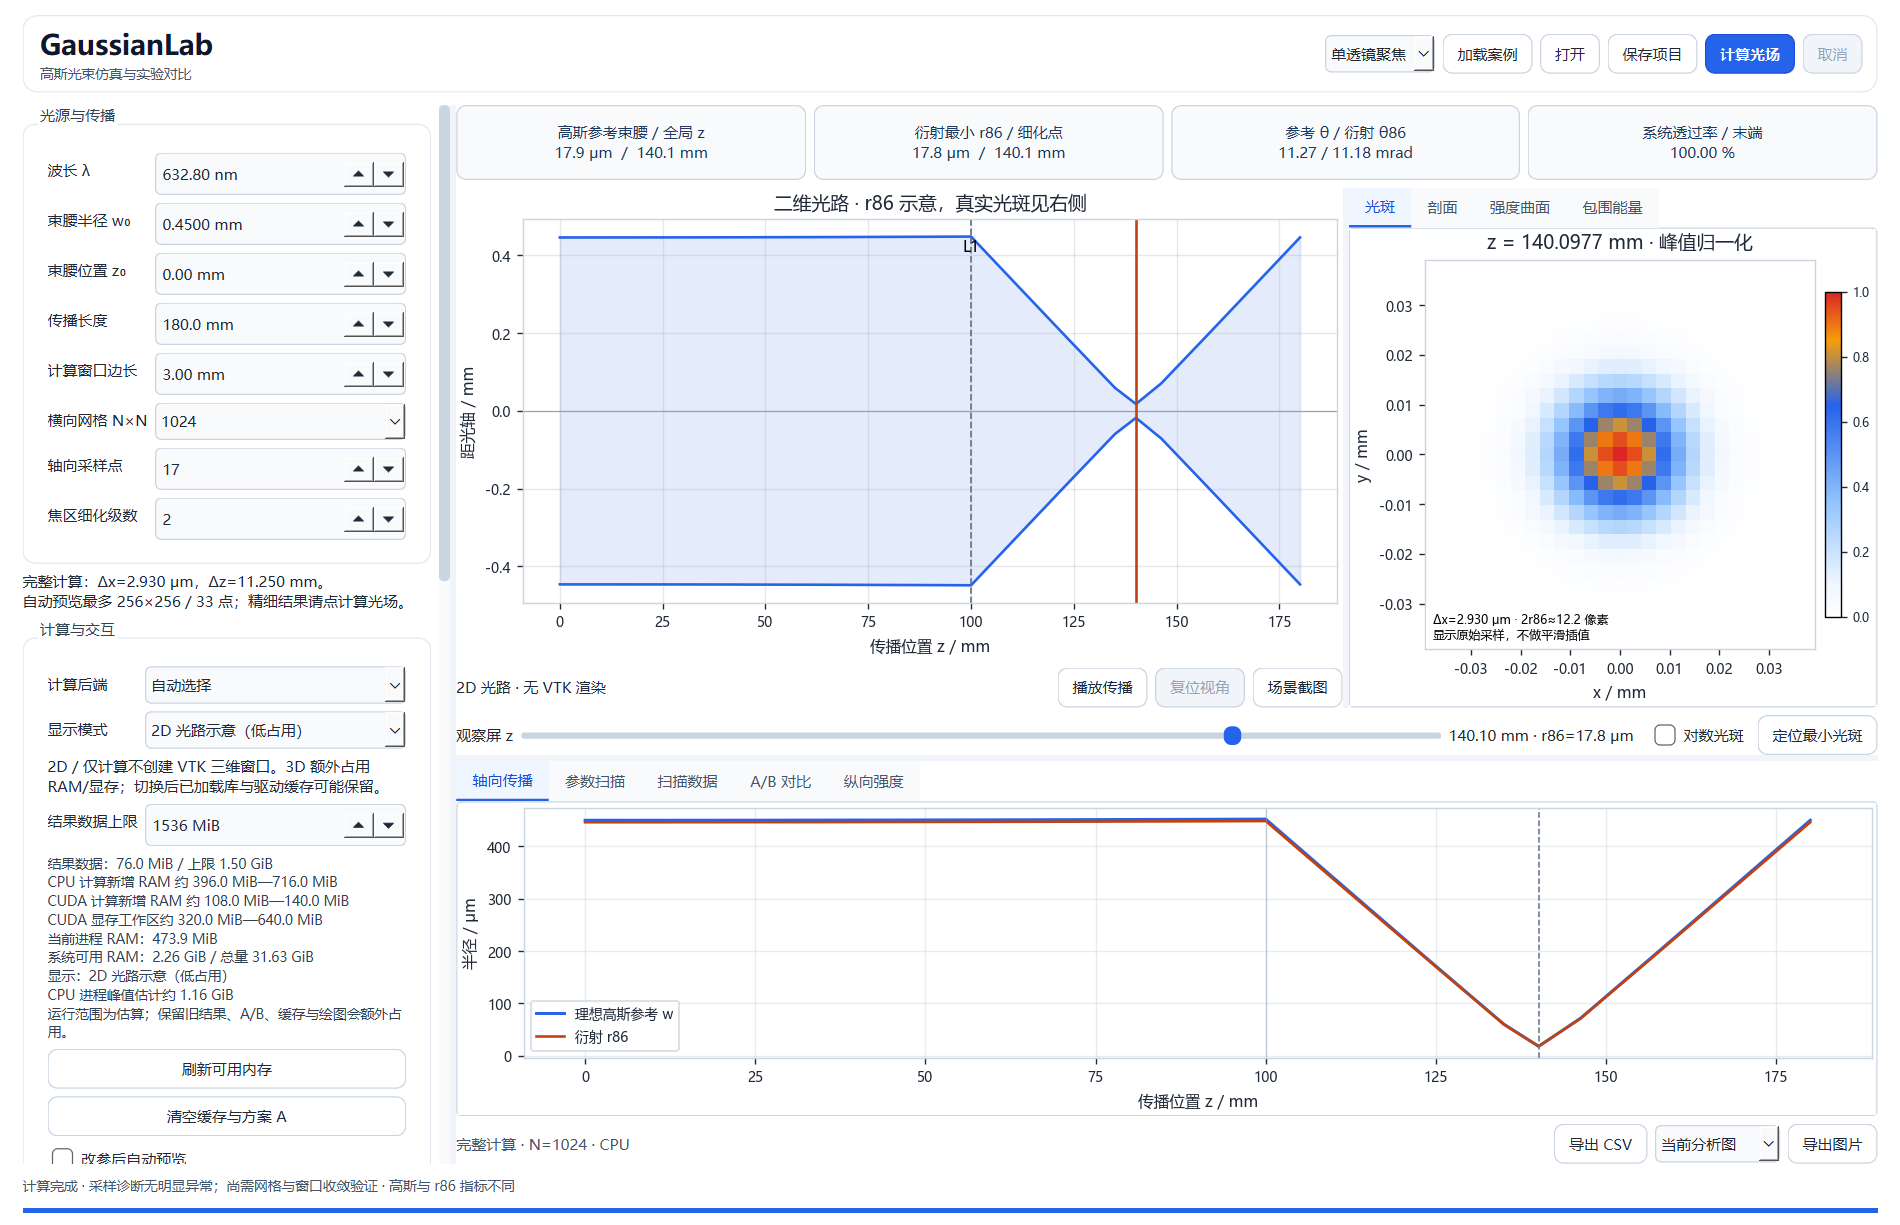 GaussianLab
高斯光束仿真与实验对比
单透镜聚焦
加载案例
打开
保存项目
计算光场
取消
光源与传播
波长 λ
632.80 nm
束腰半径 w₀
0.4500 mm
束腰位置 z₀
0.00 mm
传播长度
180.0 mm
计算窗口边长
3.00 mm
横向网格 N×N
1024
轴向采样点
17
焦区细化级数
2
完整计算：Δx=2.930 μm，Δz=11.250 mm。
自动预览最多 256×256 / 33 点；精细结果请点计算光场。
计算与交互
计算后端
自动选择
显示模式
2D 光路示意（低占用）
2D / 仅计算不创建 VTK 三维窗口。3D 额外占用
RAM/显存；切换后已加载库与驱动缓存可能保留。
结果数据上限
1536 MiB
结果数据：76.0 MiB / 上限 1.50 GiB
CPU 计算新增 RAM 约 396.0 MiB—716.0 MiB
CUDA 计算新增 RAM 约 108.0 MiB—140.0 MiB
CUDA 显存工作区约 320.0 MiB—640.0 MiB
当前进程 RAM：473.9 MiB
系统可用 RAM：2.26 GiB / 总量 31.63 GiB
显示：2D 光路示意（低占用）
CPU 进程峰值估计约 1.16 GiB
运行范围为估算；保留旧结果、A/B、缓存与绘图会额外占
用。
刷新可用内存
清空缓存与方案 A
改参后自动预览
高斯参考束腰 / 全局 z
17.9 μm / 140.1 mm
衍射最小 r86 / 细化点
17.8 μm / 140.1 mm
参考 θ / 衍射 θ86
11.27 / 11.18 mrad
系统透过率 / 末端
100.00 %
二维光路 · r86 示意，真实光斑见右侧
L1
0.4
0.2
0.0
-0.2
-0.4
距光轴 / mm
0 25 50 75 100 125 150 175
传播位置 z / mm
2D 光路 · 无 VTK 渲染
播放传播
复位视角
场景截图
光斑
剖面
强度曲面
包围能量
z = 140.0977 mm · 峰值归一化
0.03
0.02
0.01
0.00
-0.01
-0.02
-0.03
y / mm
Δx=2.930 μm · 2r86≈12.2 像素
显示原始采样，不做平滑插值
-0.03 -0.02 -0.01 0.00 0.01 0.02 0.03
x / mm
1.0
0.8
0.6
0.4
0.2
0.0
观察屏 z
140.10 mm · r86=17.8 μm
对数光斑
定位最小光斑
轴向传播
参数扫描
扫描数据
A/B 对比
纵向强度
400
300
200
100
0
半径 / μm
理想高斯参考 w
衍射 r86
0 25 50 75 100 125 150 175
传播位置 z / mm
完整计算 · N=1024 · CPU
导出 CSV
当前分析图
导出图片
计算完成 · 采样诊断无明显异常；尚需网格与窗口收敛验证 · 高斯与 r86 指标不同